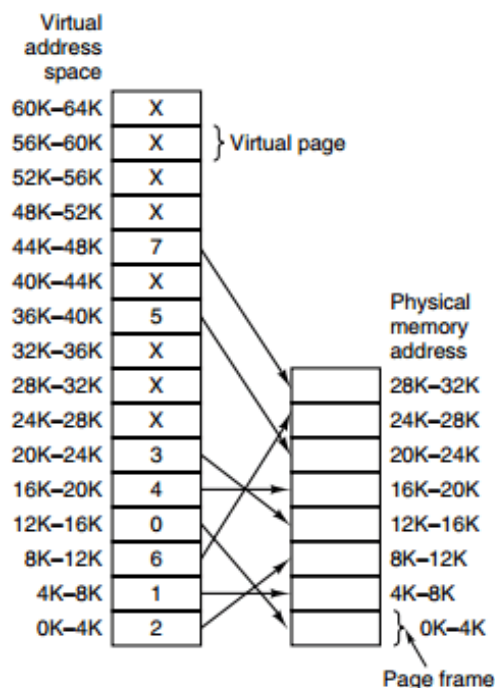 Virtual
address
space
60K–64K X
56K–60K X } Virtual page
52K–56K X
48K–52K X
44K–48K 7
40K–44K X
36K–40K 5
Physical
memory
address
32K–36K X
28K–32K X 28K–32K
24K–28K X 24K–28K
20K–24K 3 20K–24K
16K–20K 4 16K–20K
12K–16K 0 12K–16K
8K–12K 6 8K–12K
4K–8K 1 4K–8K
0K–4K 2 } 0K–4K
Page frame